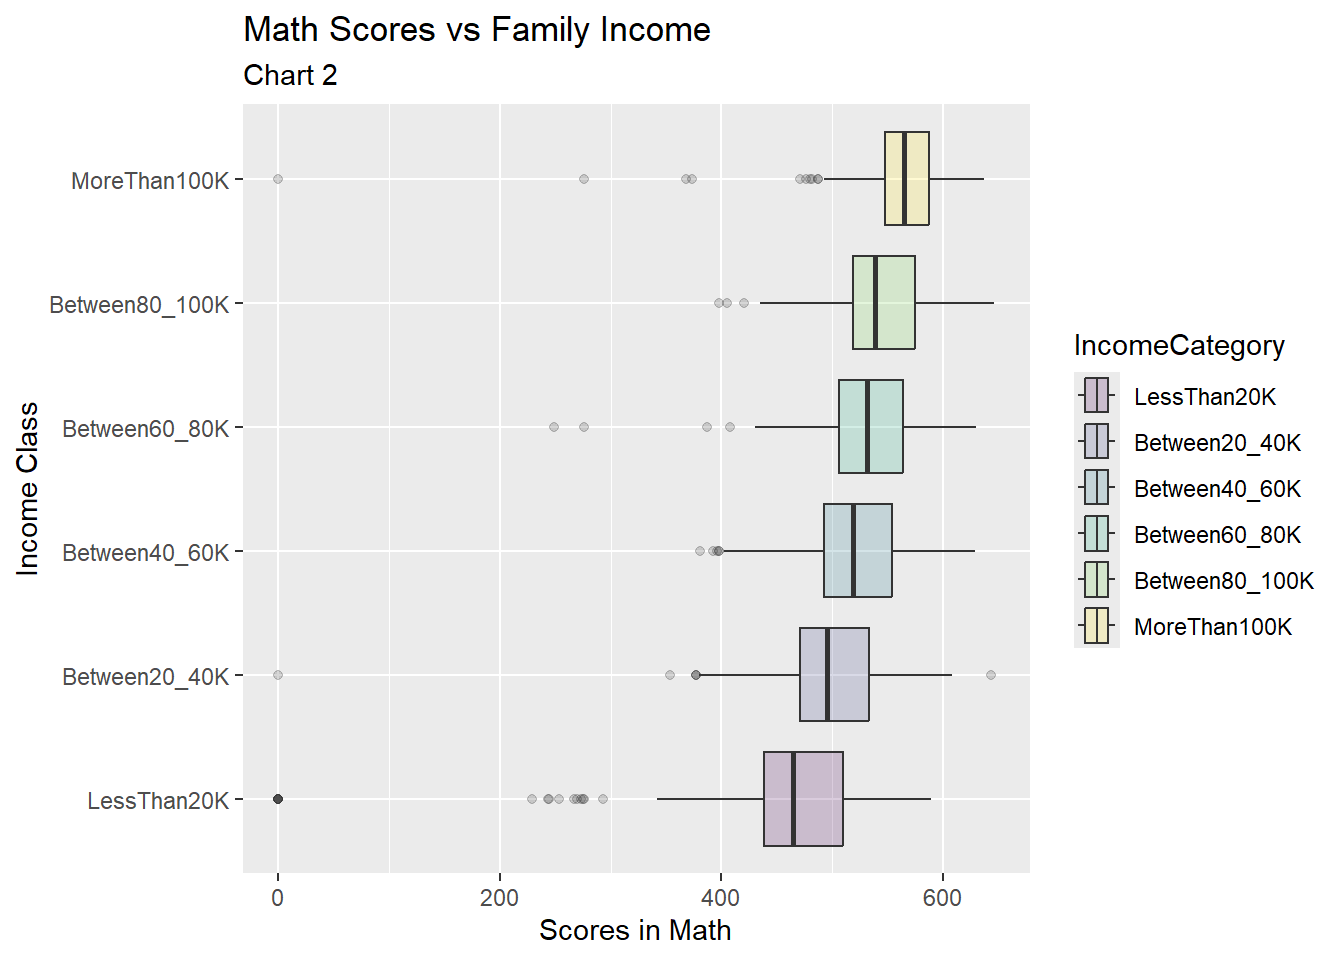 Math Scores vs Family Income
Chart 2
MoreThan100K
Between80_100K
Between60_80K
Between40_60K
Between20_40K
LessThan20K
Income Class
0 200 400 600
Scores in Math
IncomeCategory
LessThan20K
Between20_40K
Between40_60K
Between60_80K
Between80_100K
MoreThan100K